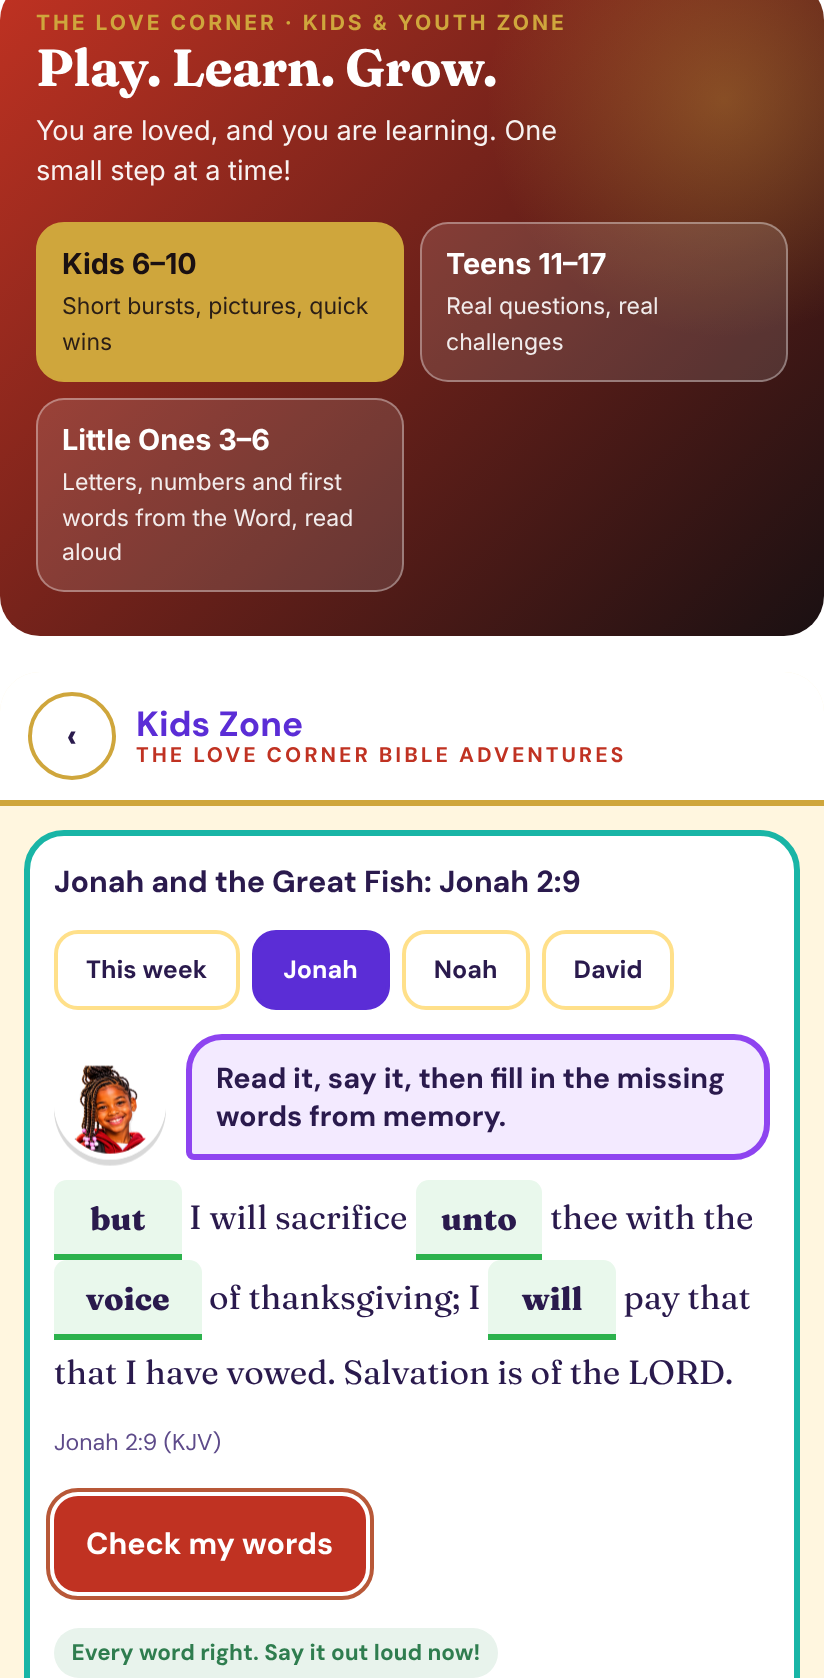 THE LOVE CORNER · KIDS & YOUTH ZONE
Play. Learn. Grow.
You are loved, and you are learning. One
small step at a time!
Kids 6–10
Short bursts, pictures, quick
wins
Teens 11–17
Real questions, real
challenges
Little Ones 3–6
Letters, numbers and first
words from the Word, read
aloud
‹
Kids Zone
THE LOVE CORNER BIBLE ADVENTURES
Jonah and the Great Fish: Jonah 2:9
This week Jonah Noah David
Read it, say it, then fill in the missing
words from memory.
but I will sacrifice unto thee with the
voice of thanksgiving; I will pay that
that I have vowed. Salvation is of the LORD.
Jonah 2:9 (KJV)
Check my words
Every word right. Say it out loud now!